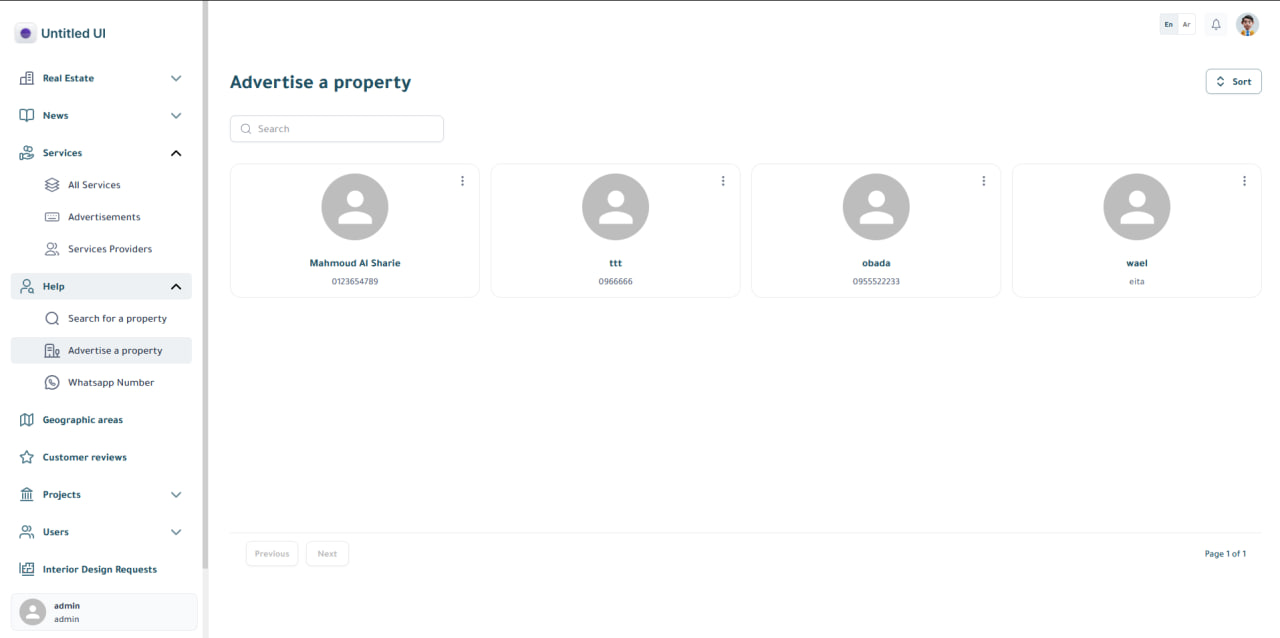 Untitled UI
Real Estate
News
Services
All Services
Advertisements
Services Providers
Help
Search for a property
Advertise a property
Whatsapp Number
Geographic areas
Customer reviews
Projects
Users
Interior Design Requests
admin
admin
En Ar
Advertise a property
Sort
Search
Mahmoud Al Sharie
0123654789
ttt
0966666
obada
0955522233
wael
eita
Previous
Next
Page 1 of 1